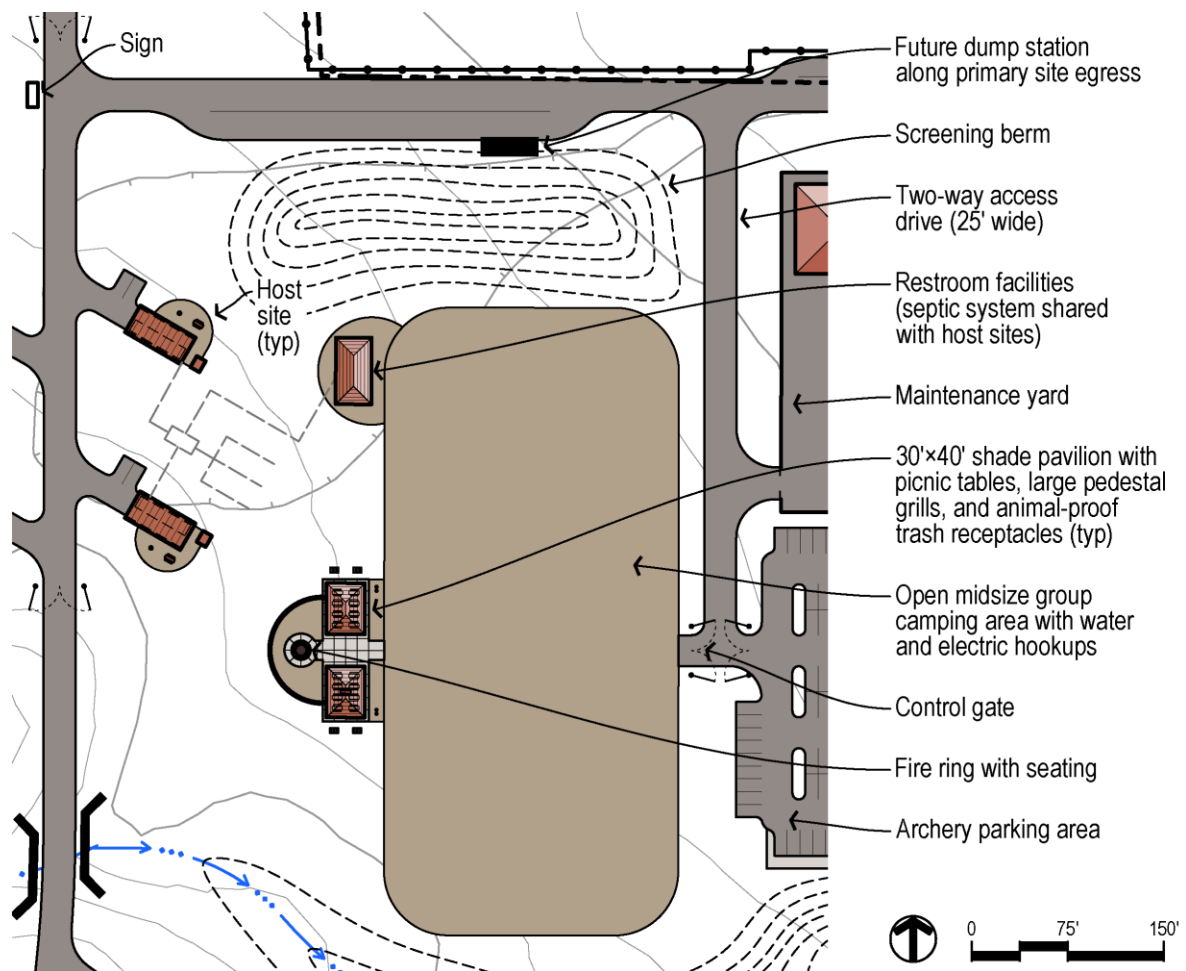 Sign
Future dump station
along primary site egress
Screening berm
Two-way access
drive (25' wide)
Host
site
(typ)
Restroom facilities
(septic system shared
with host sites)
Maintenance yard
30'×40' shade pavilion with
picnic tables, large pedestal
grills, and animal-proof
trash receptacles (typ)
Open midsize group
camping area with water
and electric hookups
Control gate
Fire ring with seating
Archery parking area
0 75' 150'